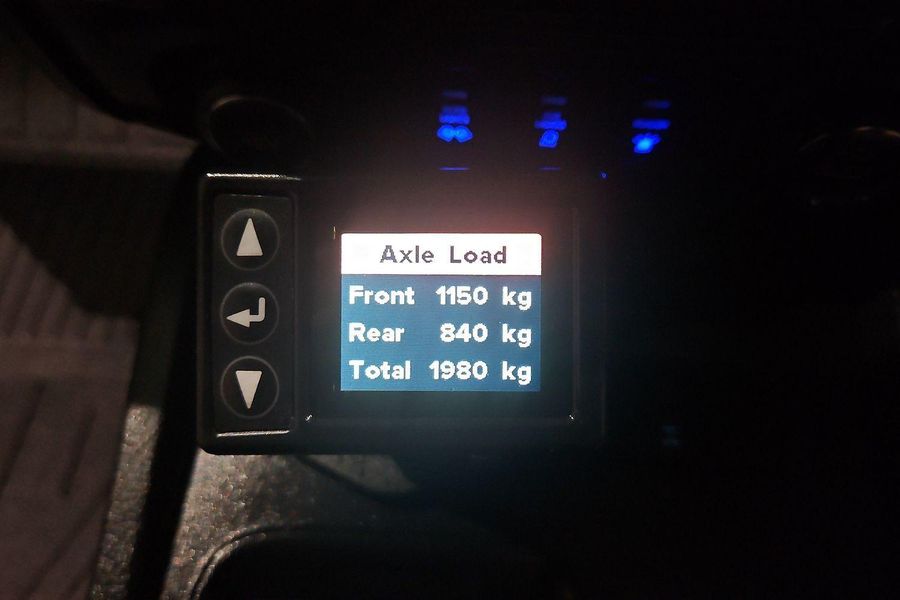 Axle Load
Front 1150 kg
Rear 840 kg
Total 1980 kg